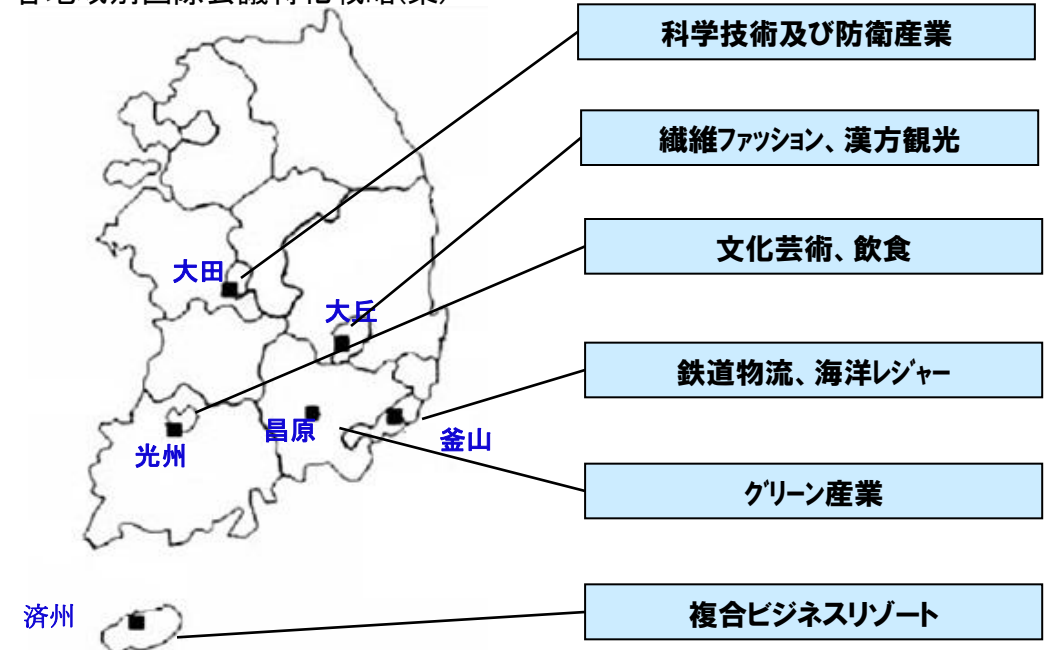 科学技術及び防衛産業
繊維ファッション、漢方観光
文化芸術、飲食
大田
大丘
鉄道物流、海洋レジャー
昌原
釜山
光州
グリーン産業
済州
複合ビジネスリゾート